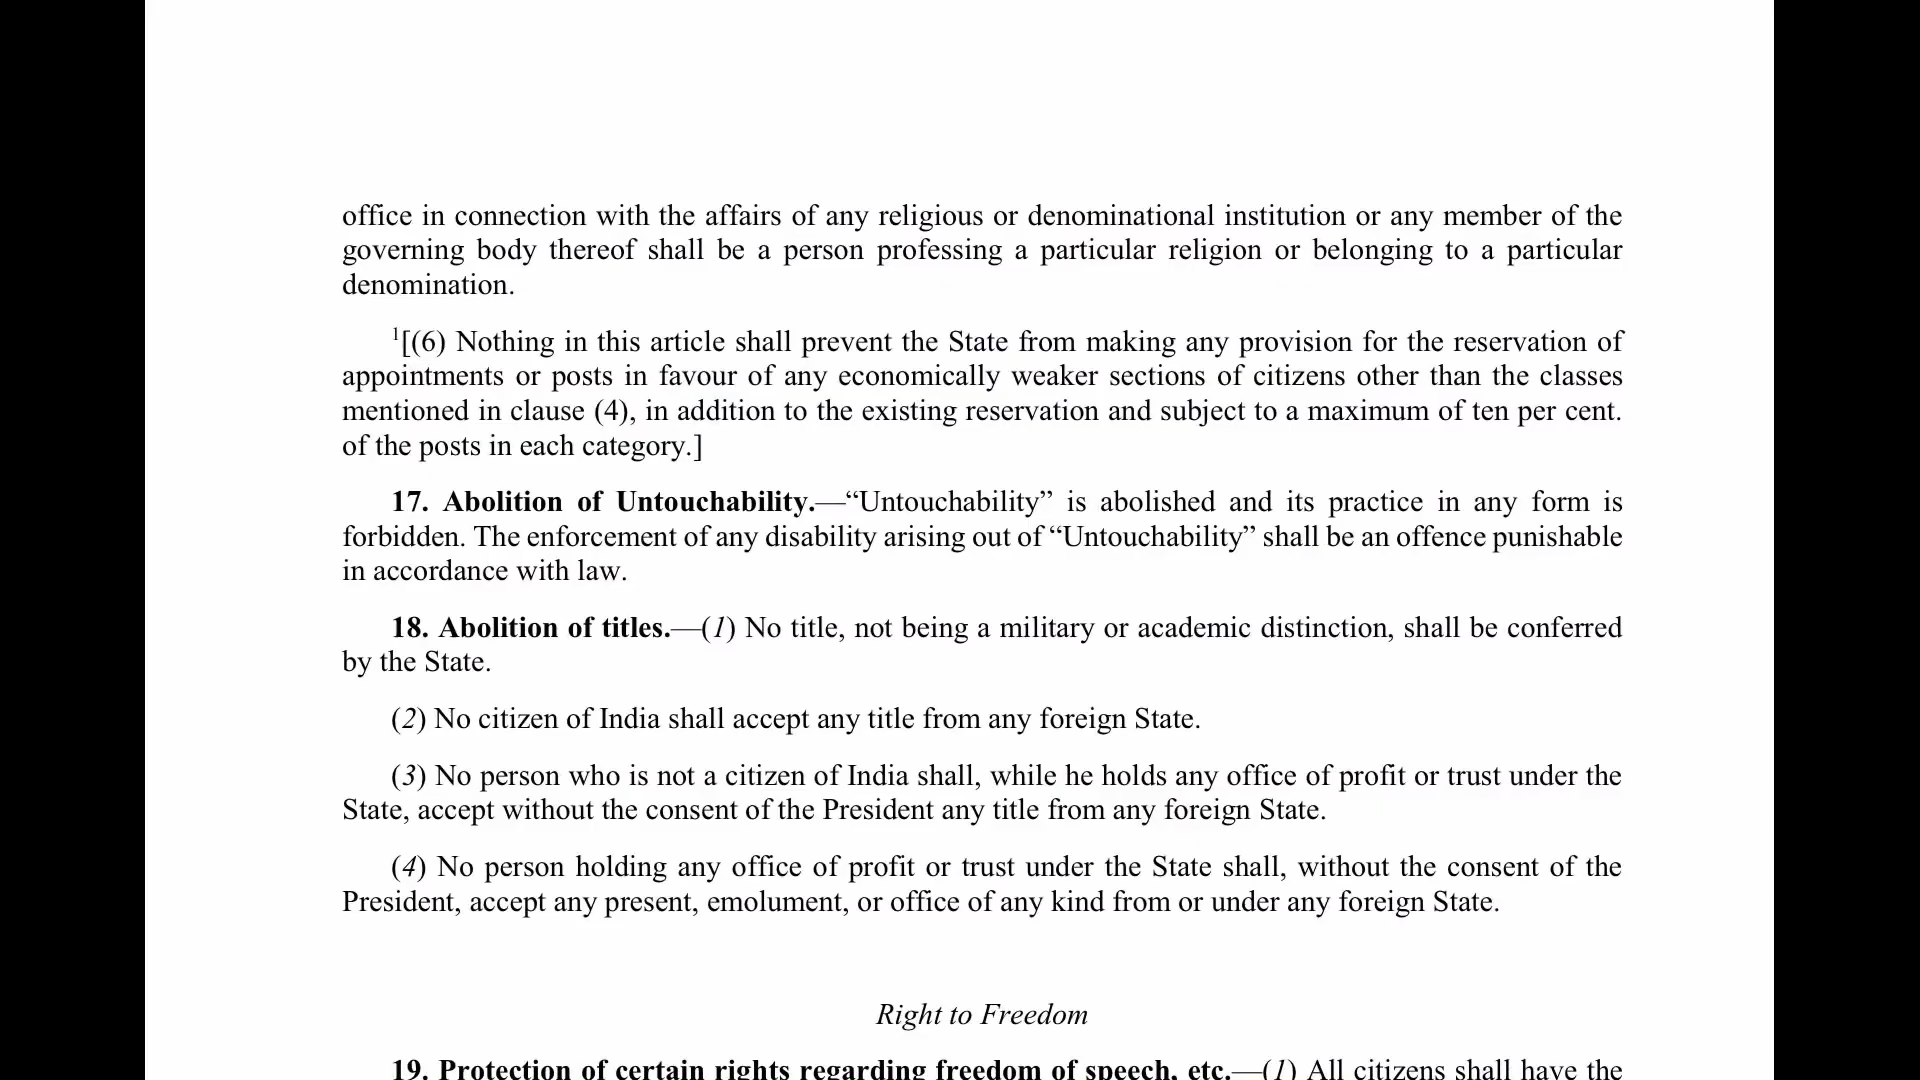 office in connection with the affairs of any religious or denominational institution or any member of the
governing body thereof shall be a person professing a particular religion or belonging to a particular
denomination.
1[(6) Nothing in this article shall prevent the State from making any provision for the reservation of
appointments or posts in favour of any economically weaker sections of citizens other than the classes
mentioned in clause (4), in addition to the existing reservation and subject to a maximum of ten per cent.
of the posts in each category.]
17. Abolition of Untouchability.—“Untouchability” is abolished and its practice in any form is
forbidden. The enforcement of any disability arising out of “Untouchability” shall be an offence punishable
in accordance with law.
18. Abolition of titles.—(1) No title, not being a military or academic distinction, shall be conferred
by the State.
(2) No citizen of India shall accept any title from any foreign State.
(3) No person who is not a citizen of India shall, while he holds any office of profit or trust under the
State, accept without the consent of the President any title from any foreign State.
(4) No person holding any office of profit or trust under the State shall, without the consent of the
President, accept any present, emolument, or office of any kind from or under any foreign State.
Right to Freedom
19. Protection of certain rights regarding freedom of speech, etc.—(1) All citizens shall have the